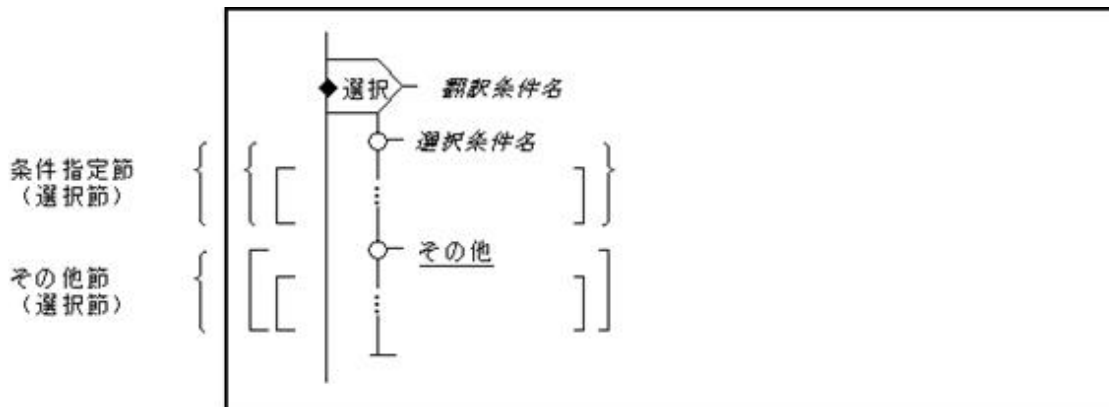 選択 翻訳条件名
選択条件名
条件指定節
（選択節）
その他
その他節
（選択節）